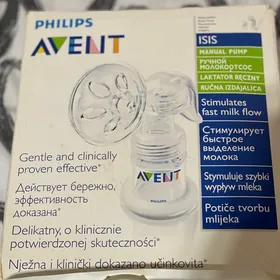 PHILIPS
AVENT
ISIS
MANUAL PUMP
РУЧНОЙ
МОЛОКООТСОС
LAKTATOR RĘCZNY
RUČNA IZDAJALICA
Stimulates
fast milk flow
Стимулирует
быстрое
выделение
молока
Stymuluje szybki
wypływ mleka
Potiče tvorbu
mlijeka
Gentle and clinically
proven effective*
Действует бережно,
эффективность
доказана*
Delikatny, o klinicznie
potwierdzonej skuteczności*
Nježna i klinički dokazano učinkovita*
AVENT
PHILIPS